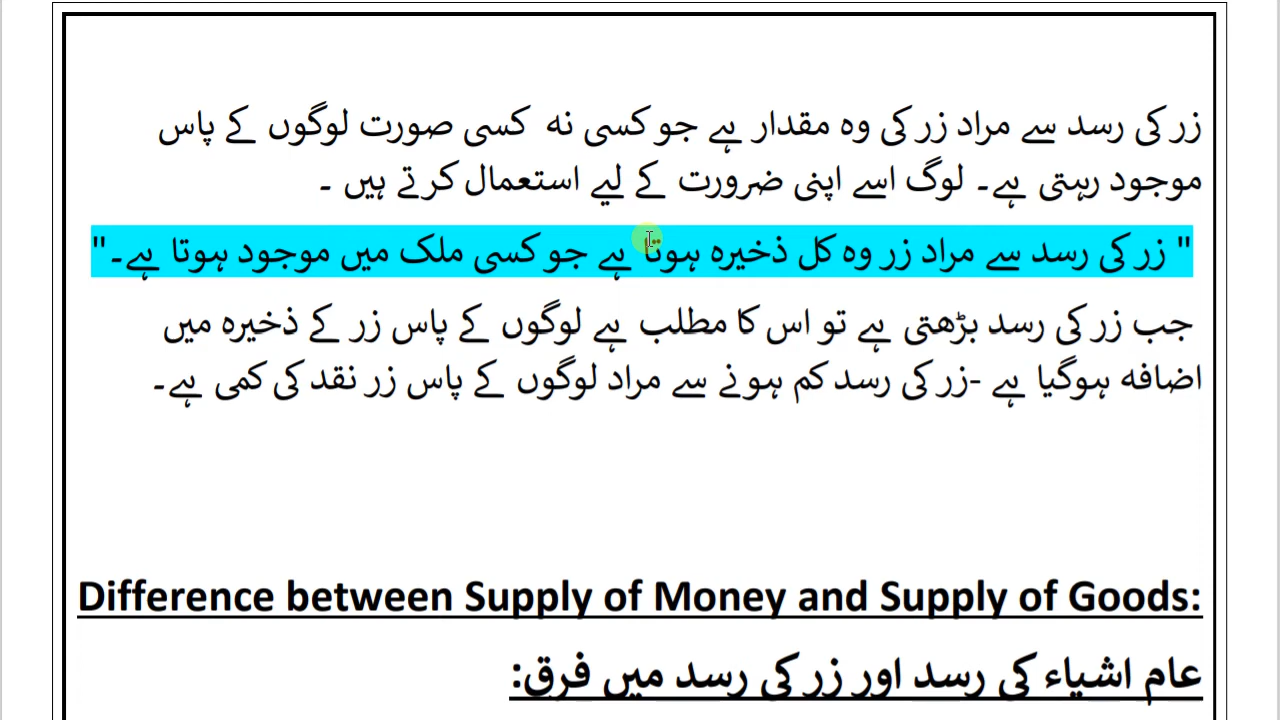 زر کی رسد سے مراد زر کی وہ مقدار ہے جو کسی نہ کسی صورت لوگوں کے پاس
موجود رہتی ہے۔ لوگ اسے اپنی ضرورت کے لیے استعمال کرتے ہیں ۔
" زر کی رسد سے مراد زر وہ کل ذخیرہ ہوتا ہے جو کسی ملک میں موجود ہوتا ہے۔"
جب زر کی رسد بڑھتی ہے تو اس کا مطلب ہے لوگوں کے پاس زر کے ذخیرہ میں
اضافہ ہوگیا ہے -زر کی رسد کم ہونے سے مراد لوگوں کے پاس زر نقد کی کمی ہے۔
Difference between Supply of Money and Supply of Goods:
عام اشیاء کی رسد اور زر کی رسد میں فرق: